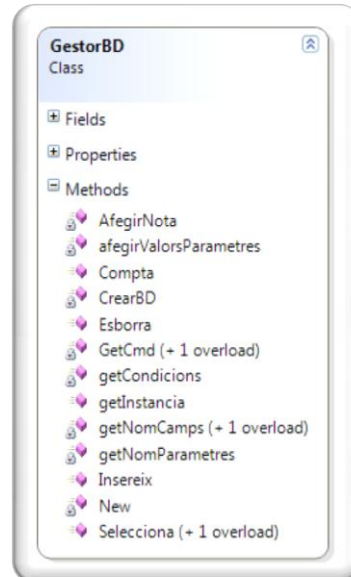 GestorBD
Class
Fields
Properties
Methods
AfegirNota
afegirValorsParametres
Compta
CrearBD
Esborra
GetCmd (+ 1 overload)
getCondicions
getInstancia
getNomCamps (+ 1 overload)
getNomParametres
Insereix
New
Selecciona (+ 1 overload)